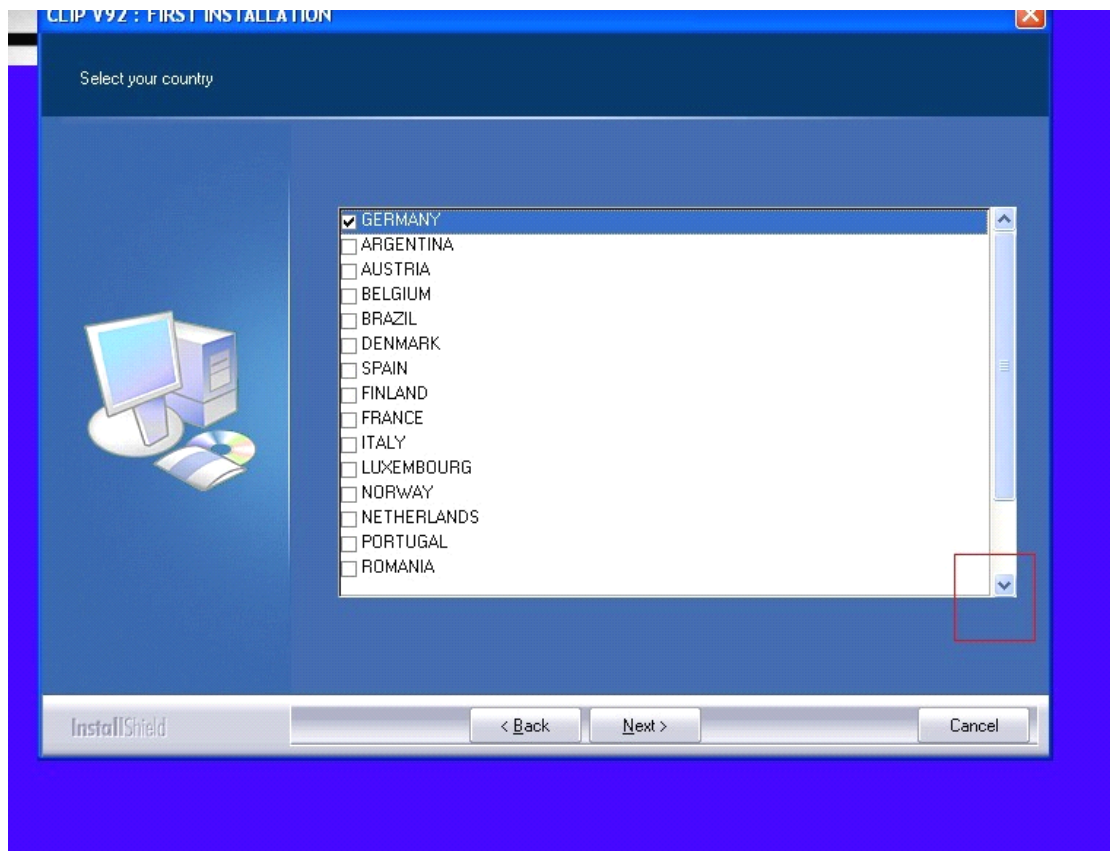 CLIP V92 : FIRST INSTALLATION
Select your country
GERMANY
ARGENTINA
AUSTRIA
BELGIUM
BRAZIL
DENMARK
SPAIN
FINLAND
FRANCE
ITALY
LUXEMBOURG
NORWAY
NETHERLANDS
PORTUGAL
ROMANIA
InstallShield
< Back
Next >
Cancel